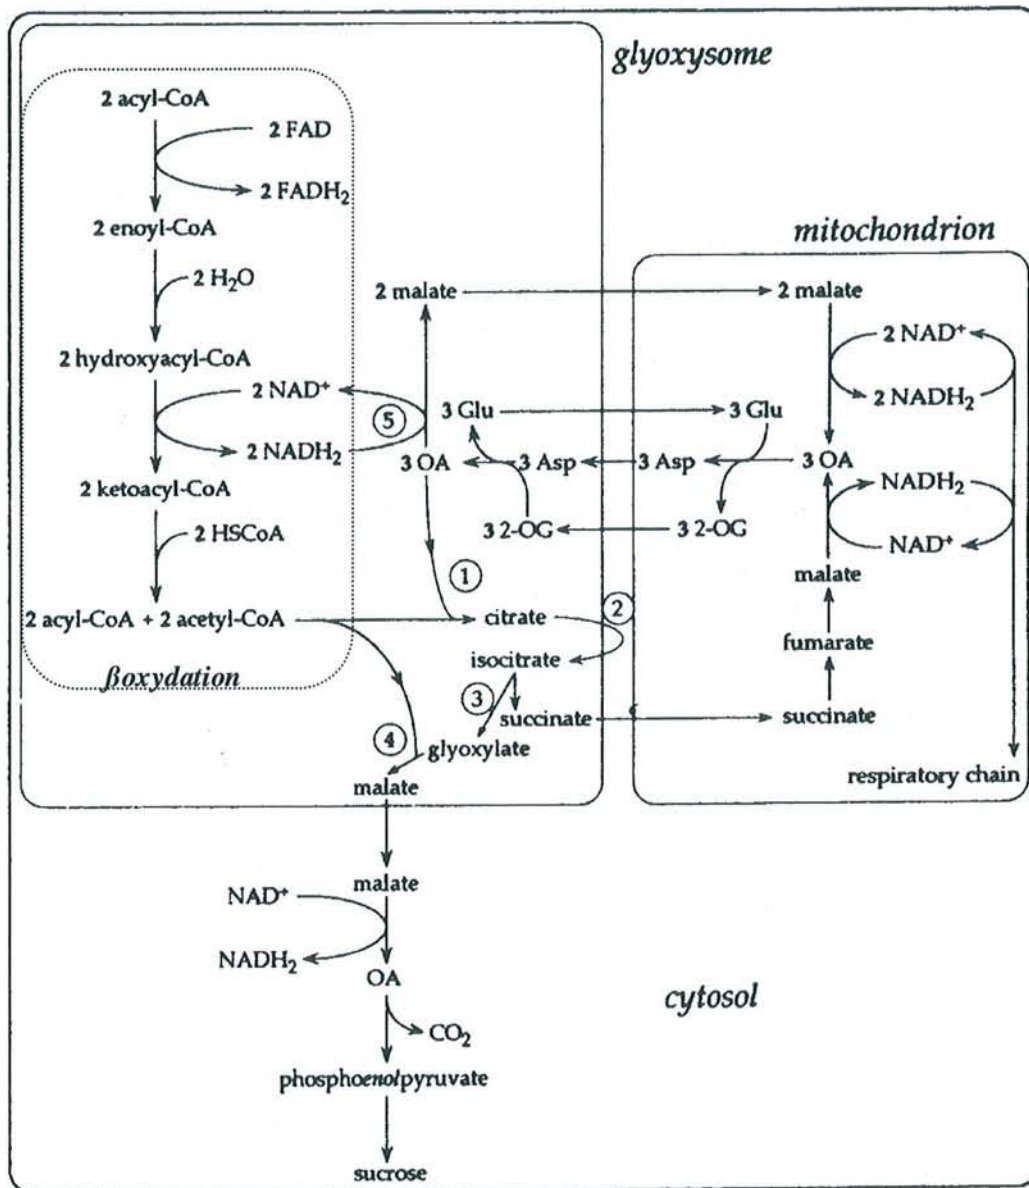 glyoxysome
2 acyl-CoA
2 FAD
2 FADH₂
2 enoyl-CoA
2 H₂O
2 hydroxyacyl-CoA
2 NAD⁺
2 NADH₂
2 ketoacyl-CoA
2 HSCoA
2 acyl-CoA + 2 acetyl-CoA
βoxydation
2 malate
5
3 Glu
3 OA
3 Asp
3 2-OG
1
citrate
2
isocitrate
3
succinate
glyoxylate
4
malate
mitochondrion
2 malate
2 NAD⁺
2 NADH₂
3 Glu
3 Asp
3 OA
3 2-OG
NADH₂
NAD⁺
malate
fumarate
succinate
respiratory chain
malate
NAD⁺
NADH₂
OA
CO₂
phosphoenolpyruvate
sucrose
cytosol